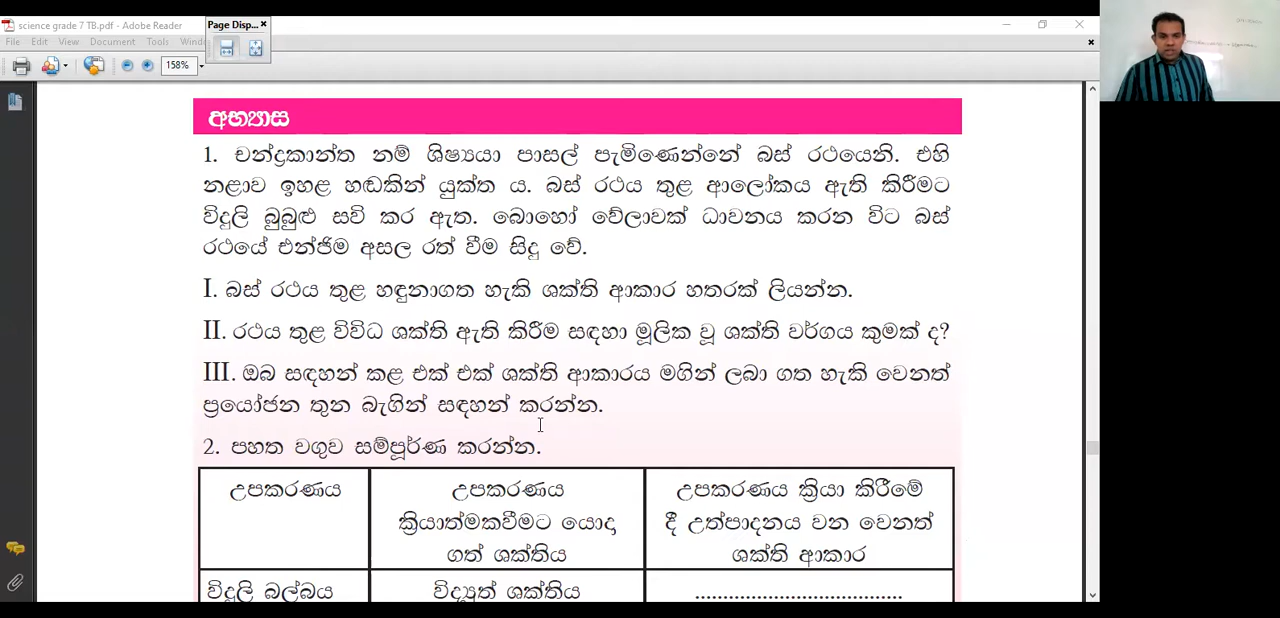 science grade 7 TB.pdf - Adobe Reader
Page Disp...
File Edit View Document Tools
158%
අභ්‍යාස
1. චන්ද්‍රකාන්ත නම් ශිෂ්‍යයා පාසල් පැමිණෙන්නේ බස් රථයෙනි. එහි
නළාව ඉහළ හඬකින් යුක්ත ය. බස් රථය තුළ ආලෝකය ඇති කිරීමට
විදුලි බුබුළු සවි කර ඇත. බොහෝ වේලාවක් ධාවනය කරන විට බස්
රථයේ එන්ජිම අසල රත් වීම සිදු වේ.
I. බස් රථය තුළ හඳුනාගත හැකි ශක්ති ආකාර හතරක් ලියන්න.
II. රථය තුළ විවිධ ශක්ති ඇති කිරීම සඳහා මූලික වූ ශක්ති වර්ගය කුමක් ද?
III. ඔබ සඳහන් කළ එක් එක් ශක්ති ආකාරය මගින් ලබා ගත හැකි වෙනත්
ප්‍රයෝජන තුන බැගින් සඳහන් කරන්න.
2. පහත වගුව සම්පූර්ණ කරන්න.
උපකරණය
උපකරණය
ක්‍රියාත්මකවීමට යොදා
ගත් ශක්තිය
උපකරණය ක්‍රියා කිරීමේ
දී උත්පාදනය වන වෙනත්
ශක්ති ආකාර
විදුලි බල්බය
විද්‍යුත් ශක්තිය
...................................